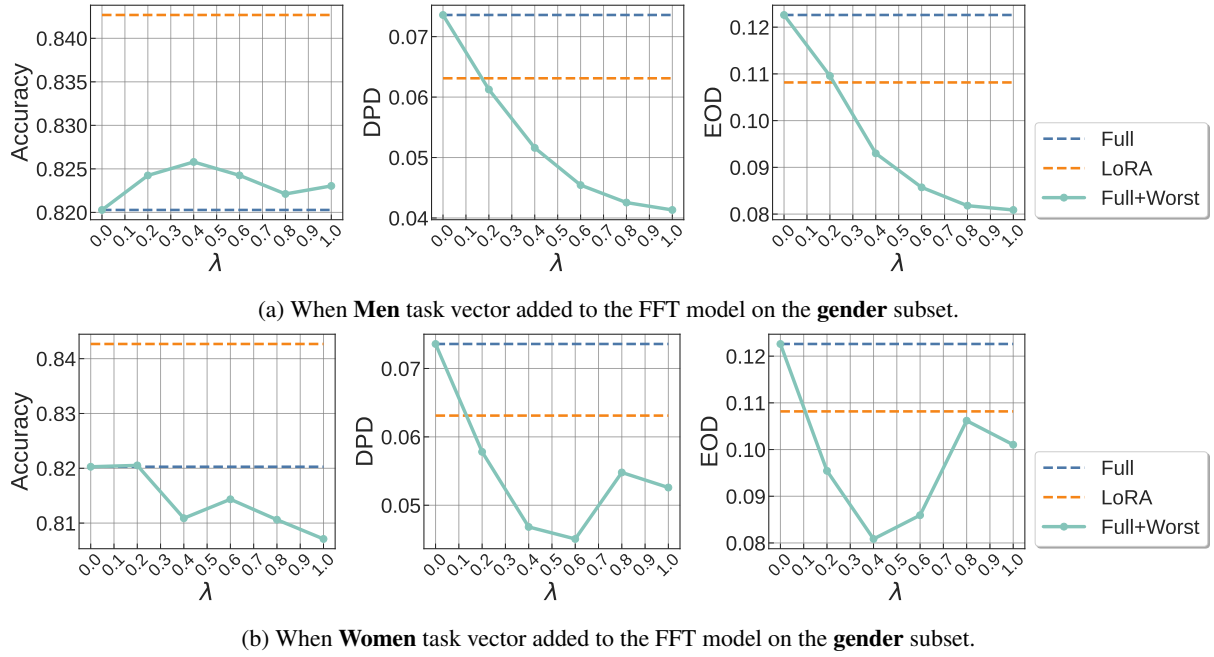 Accuracy
0.840
0.835
0.830
0.825
0.820
0.0 0.1 0.2 0.3 0.4 0.5 0.6 0.7 0.8 0.9 1.0
λ
DPD
0.07
0.06
0.05
0.04
0.0 0.1 0.2 0.3 0.4 0.5 0.6 0.7 0.8 0.9 1.0
λ
EOD
0.12
0.11
0.10
0.09
0.08
0.0 0.1 0.2 0.3 0.4 0.5 0.6 0.7 0.8 0.9 1.0
λ
Full
LoRA
Full+Worst
(a) When Men task vector added to the FFT model on the gender subset.
Accuracy
0.84
0.83
0.82
0.81
0.0 0.1 0.2 0.3 0.4 0.5 0.6 0.7 0.8 0.9 1.0
λ
DPD
0.07
0.06
0.05
0.0 0.1 0.2 0.3 0.4 0.5 0.6 0.7 0.8 0.9 1.0
λ
EOD
0.12
0.11
0.10
0.09
0.08
0.0 0.1 0.2 0.3 0.4 0.5 0.6 0.7 0.8 0.9 1.0
λ
Full
LoRA
Full+Worst
(b) When Women task vector added to the FFT model on the gender subset.